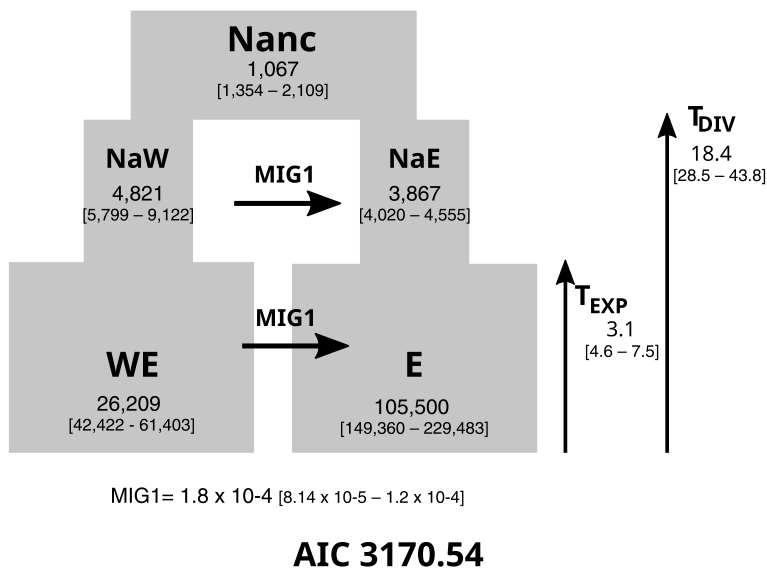 Nanc
1,067
[1,354 – 2,109]
NaW
4,821
[5,799 – 9,122]
MIG1
NaE
3,867
[4,020 – 4,555]
TDIV
18.4
[28.5 – 43.8]
MIG1
TEXP
3.1
[4.6 – 7.5]
WE
26,209
[42,422 - 61,403]
E
105,500
[149,360 – 229,483]
MIG1= 1.8 x 10-4 [8.14 x 10-5 – 1.2 x 10-4]
AIC 3170.54